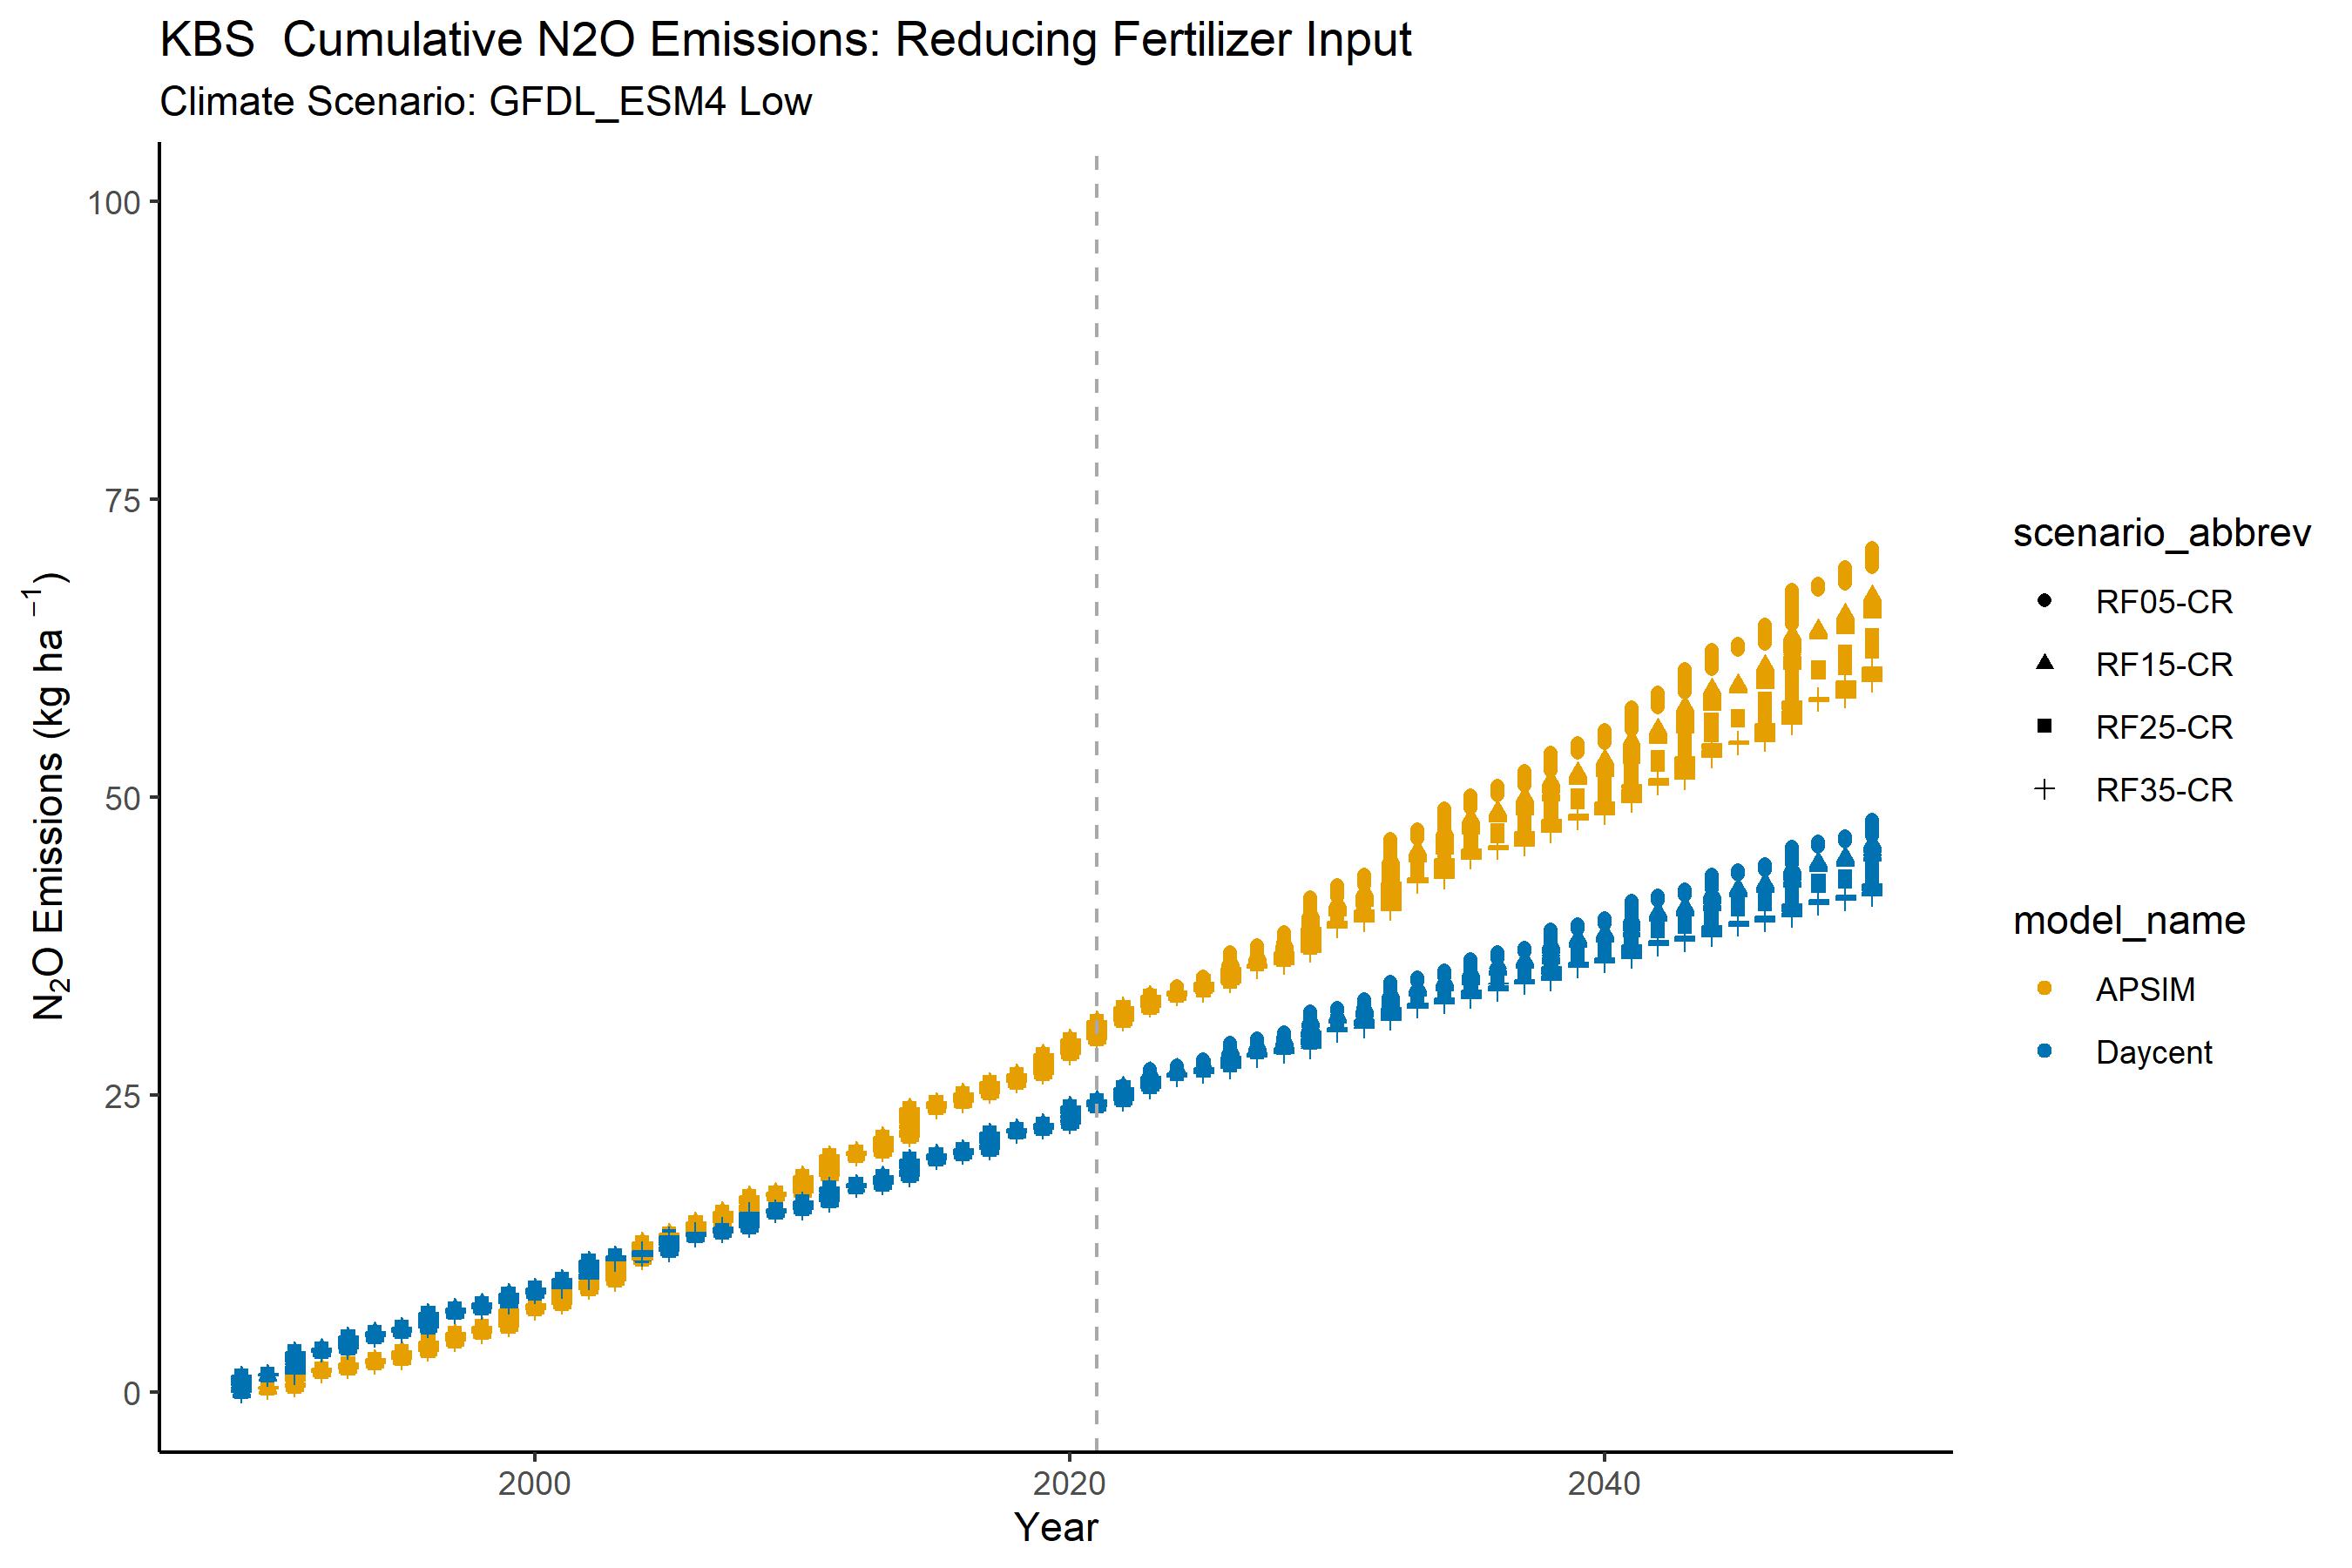 KBS  Cumulative N2O Emissions: Reducing Fertilizer Input
Climate Scenario: GFDL_ESM4 Low
N₂O Emissions (kg ha ⁻¹)
100
75
50
25
0
2000
2020
2040
Year
scenario_abbrev
RF05-CR
RF15-CR
RF25-CR
RF35-CR
model_name
APSIM
Daycent